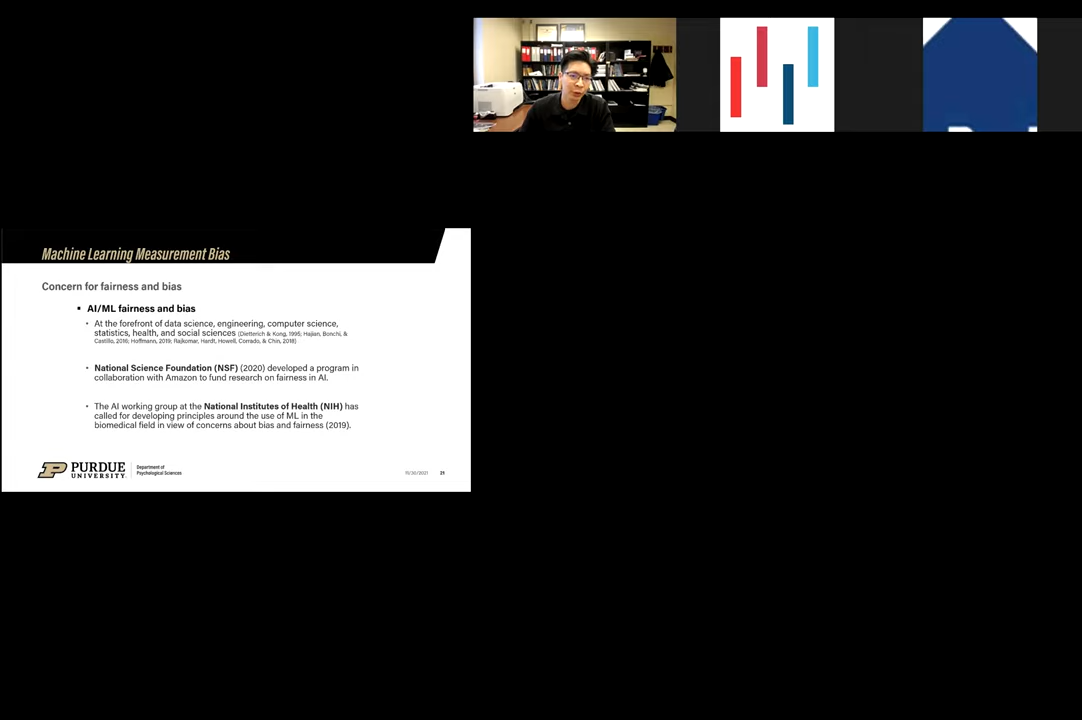 Machine Learning Measurement Bias
Concern for fairness and bias
▪ AI/ML fairness and bias
• At the forefront of data science, engineering, computer science,
statistics, health, and social sciences (Dietterich & Kong, 1995; Hajian, Bonchi, &
Castillo, 2016; Hoffmann, 2019; Rajkomar, Hardt, Howell, Corrado, & Chin, 2018)
• National Science Foundation (NSF) (2020) developed a program in
collaboration with Amazon to fund research on fairness in AI.
• The AI working group at the National Institutes of Health (NIH) has
called for developing principles around the use of ML in the
biomedical field in view of concerns about bias and fairness (2019).
PURDUE
UNIVERSITY
Department of
Psychological Sciences
11/30/2021 21